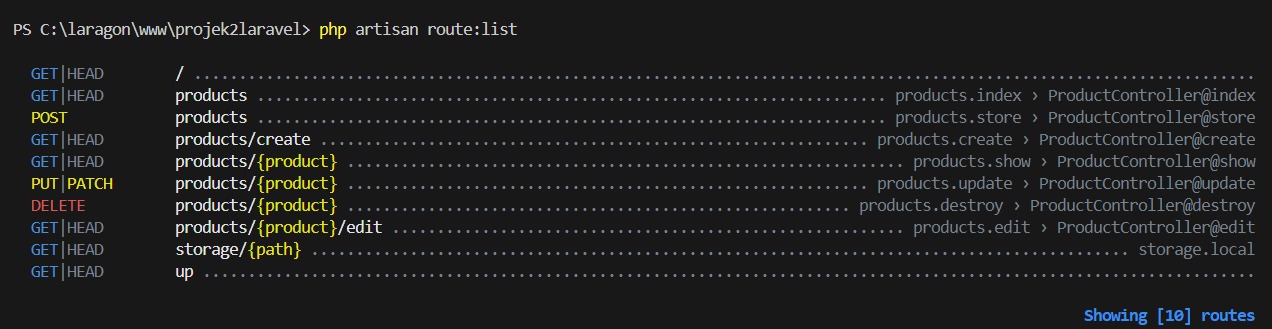 PS C:\laragon\www\projek2laravel> php artisan route:list
GET|HEAD / ........................................................................................................................
GET|HEAD products ...................................................................... products.index › ProductController@index
POST products ...................................................................... products.store › ProductController@store
GET|HEAD products/create ............................................................. products.create › ProductController@create
GET|HEAD products/{product} .............................................................. products.show › ProductController@show
PUT|PATCH products/{product} .......................................................... products.update › ProductController@update
DELETE products/{product} ........................................................ products.destroy › ProductController@destroy
GET|HEAD products/{product}/edit ......................................................... products.edit › ProductController@edit
GET|HEAD storage/{path} ........................................................................................... storage.local
GET|HEAD up .......................................................................................................................
Showing [10] routes